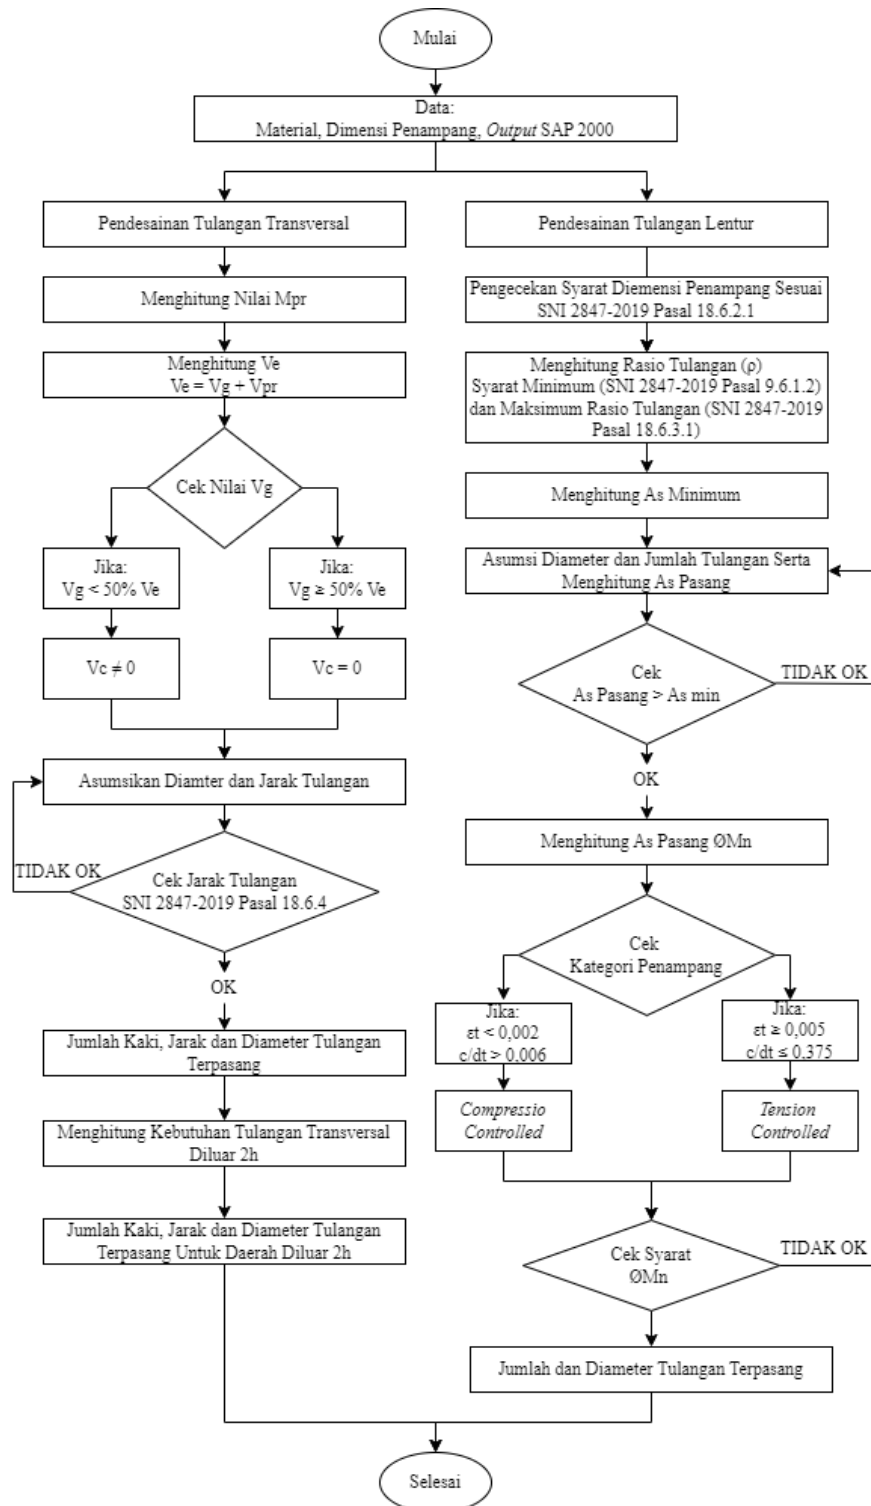 Mulai
Data:
Material, Dimensi Penampang, Output SAP 2000
Pendesainan Tulangan Transversal
Menghitung Nilai Mpr
Menghitung Ve
Ve = Vg + Vpr
Cek Nilai Vg
Jika:
Vg < 50% Ve
Jika:
Vg ≥ 50% Ve
Vc ≠ 0
Vc = 0
Asumsikan Diamter dan Jarak Tulangan
TIDAK OK
Cek Jarak Tulangan
SNI 2847-2019 Pasal 18.6.4
OK
Jumlah Kaki, Jarak dan Diameter Tulangan
Terpasang
Menghitung Kebutuhan Tulangan Transversal
Diluar 2h
Jumlah Kaki, Jarak dan Diameter Tulangan
Terpasang Untuk Daerah Diluar 2h
Pendesainan Tulangan Lentur
Pengecekan Syarat Diemensi Penampang Sesuai
SNI 2847-2019 Pasal 18.6.2.1
Menghitung Rasio Tulangan (ρ)
Syarat Minimum (SNI 2847-2019 Pasal 9.6.1.2)
dan Maksimum Rasio Tulangan (SNI 2847-2019
Pasal 18.6.3.1)
Menghitung As Minimum
Asumsi Diameter dan Jumlah Tulangan Serta
Menghitung As Pasang
Cek
As Pasang > As min
TIDAK OK
OK
Menghitung As Pasang ØMn
Cek
Kategori Penampang
Jika:
εt < 0,002
c/dt > 0,006
Jika:
εt ≥ 0,005
c/dt ≤ 0,375
Compressio
Controlled
Tension
Controlled
Cek Syarat
ØMn
TIDAK OK
Jumlah dan Diameter Tulangan Terpasang
Selesai